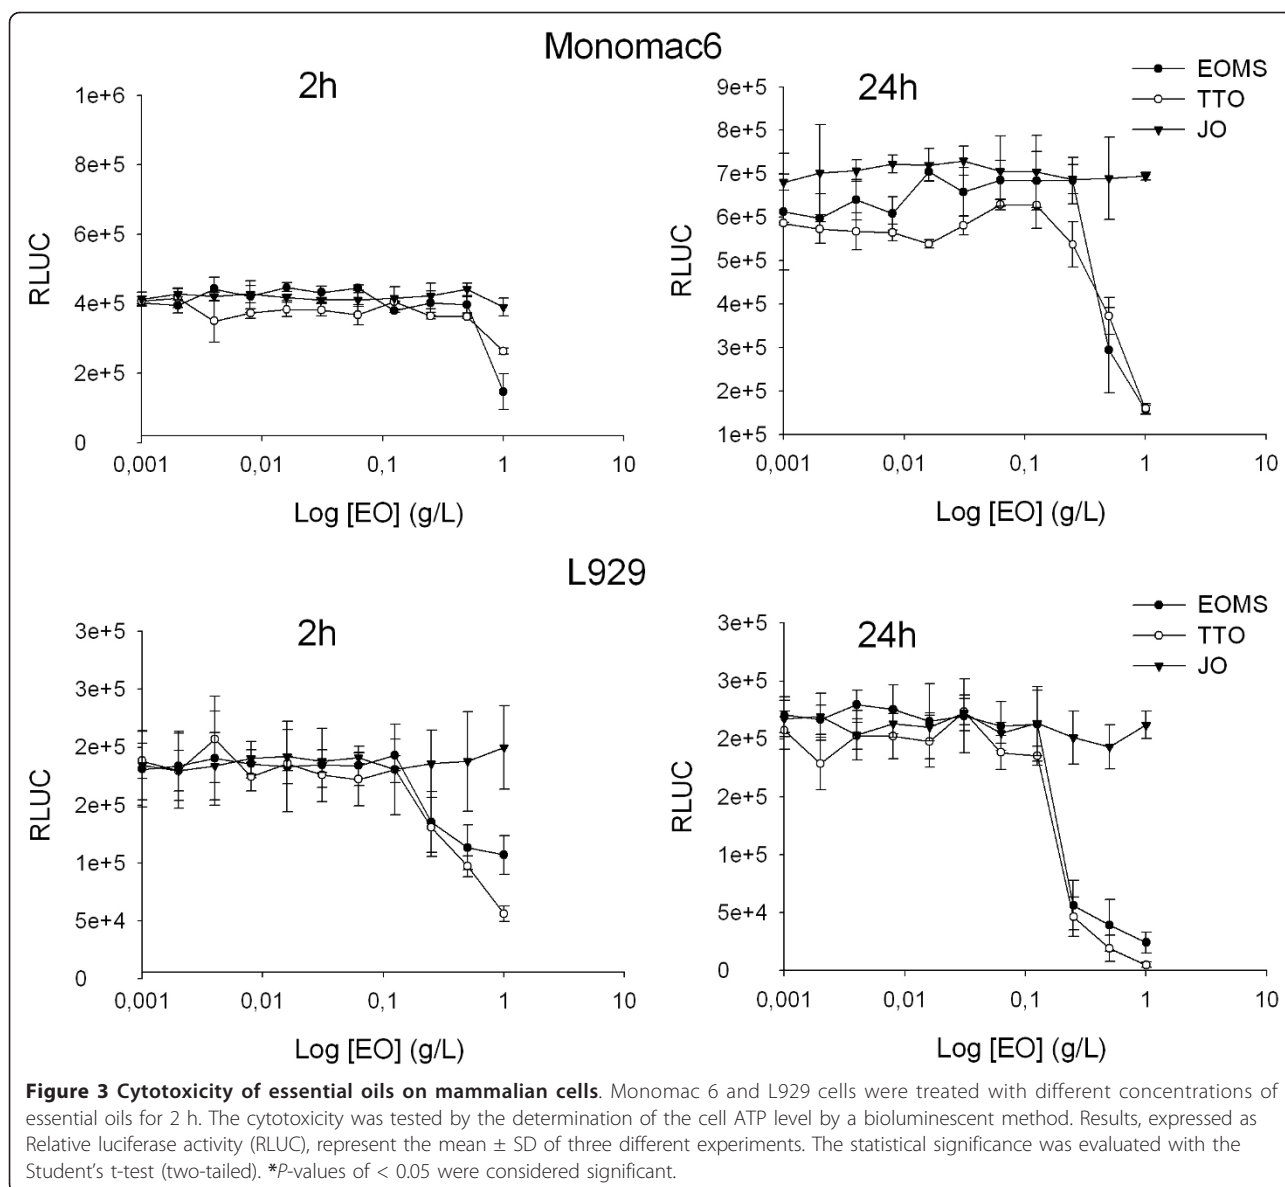 Monomac6
2h
1e+6
8e+5
6e+5
4e+5
2e+5
0
RLUC
0,001 0,01 0,1 1 10
Log [EO] (g/L)
24h
EOMS
TTO
JO
9e+5
8e+5
7e+5
6e+5
5e+5
4e+5
3e+5
2e+5
1e+5
RLUC
0,001 0,01 0,1 1 10
Log [EO] (g/L)
L929
2h
3e+5
3e+5
2e+5
2e+5
1e+5
5e+4
0
RLUC
0,001 0,01 0,1 1 10
Log [EO] (g/L)
24h
EOMS
TTO
JO
3e+5
3e+5
2e+5
2e+5
1e+5
5e+4
0
RLUC
0,001 0,01 0,1 1 10
Log [EO] (g/L)
Figure 3 Cytotoxicity of essential oils on mammalian cells. Monomac 6 and L929 cells were treated with different concentrations of
essential oils for 2 h. The cytotoxicity was tested by the determination of the cell ATP level by a bioluminescent method. Results, expressed as
Relative luciferase activity (RLUC), represent the mean ± SD of three different experiments. The statistical significance was evaluated with the
Student's t-test (two-tailed). *P-values of < 0.05 were considered significant.